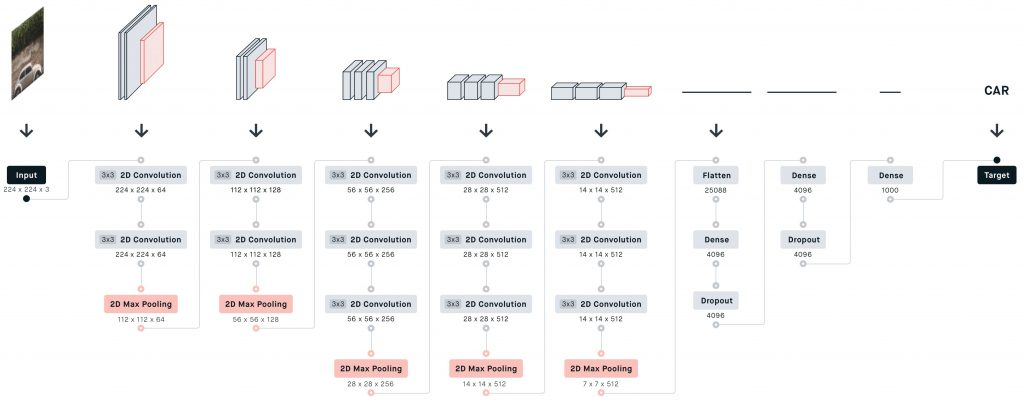 CAR
Input
224 x 224 x 3
3x3 2D Convolution
224 x 224 x 64
3x3 2D Convolution
224 x 224 x 64
2D Max Pooling
112 x 112 x 64
3x3 2D Convolution
112 x 112 x 128
3x3 2D Convolution
112 x 112 x 128
2D Max Pooling
56 x 56 x 128
3x3 2D Convolution
56 x 56 x 256
3x3 2D Convolution
56 x 56 x 256
3x3 2D Convolution
56 x 56 x 256
2D Max Pooling
28 x 28 x 256
3x3 2D Convolution
28 x 28 x 512
3x3 2D Convolution
28 x 28 x 512
3x3 2D Convolution
28 x 28 x 512
2D Max Pooling
14 x 14 x 512
3x3 2D Convolution
14 x 14 x 512
3x3 2D Convolution
14 x 14 x 512
3x3 2D Convolution
14 x 14 x 512
2D Max Pooling
7 x 7 x 512
Flatten
25088
Dense
4096
Dropout
4096
Dense
4096
Dropout
4096
Dense
1000
Target